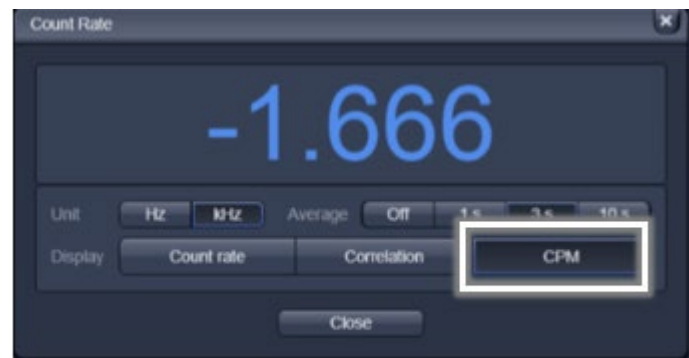 Count Rate
-1.666
Unit Hz kHz Average Off 1 s 3 s 10 s
Display Count rate Correlation CPM
Close